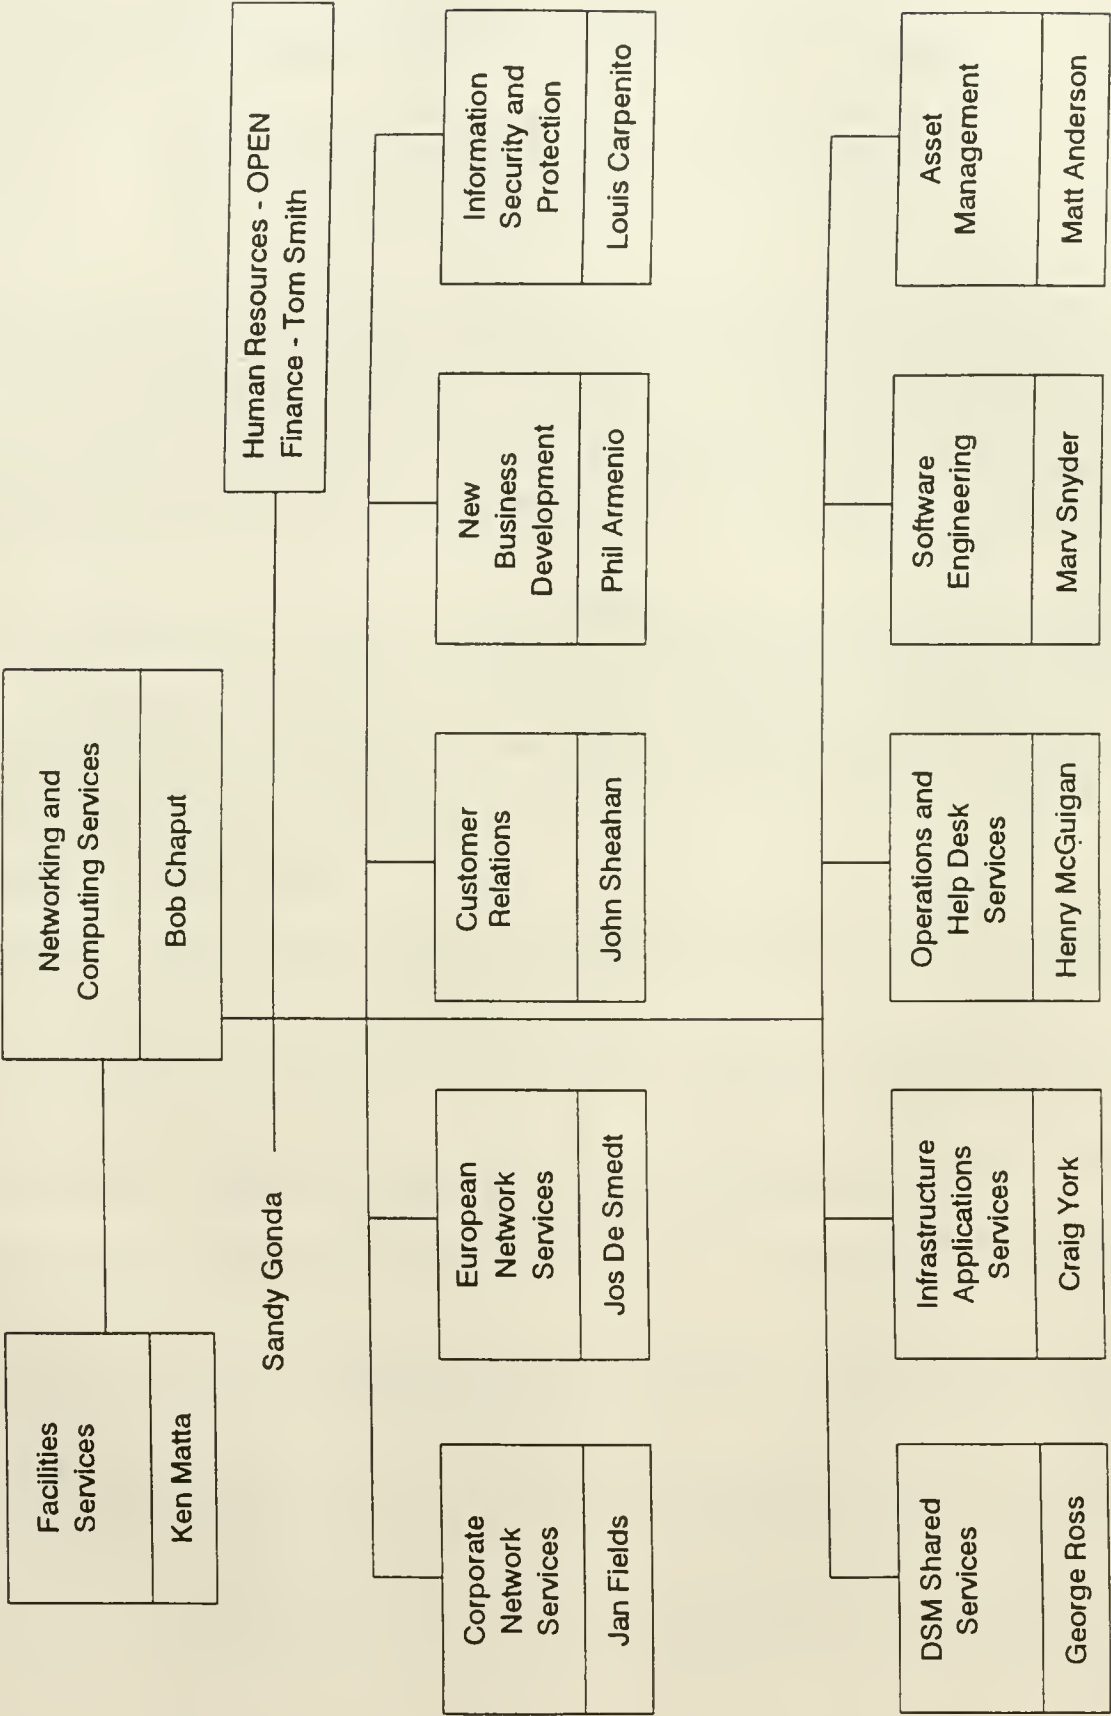 Networking and
Computing Services
Bob Chaput
Facilities
Services
Ken Matta
Human Resources - OPEN
Finance - Tom Smith
Sandy Gonda
Corporate
Network
Services
Jan Fields
European
Network
Services
Jos De Smedt
Customer
Relations
John Sheahan
New
Business
Development
Phil Armenio
Information
Security and
Protection
Louis Carpenito
DSM Shared
Services
George Ross
Infrastructure
Applications
Services
Craig York
Operations and
Help Desk
Services
Henry McGuigan
Software
Engineering
Marv Snyder
Asset
Management
Matt Anderson